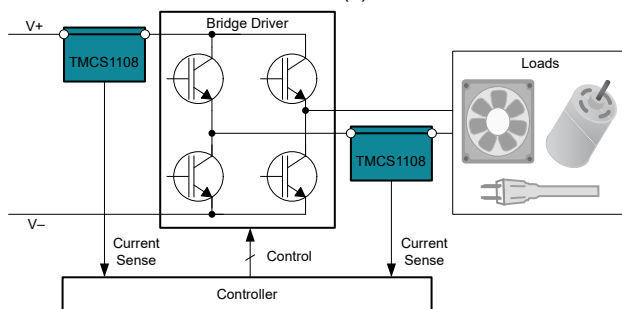 V+
Bridge Driver
TMCS1108
Loads
TMCS1108
V–
Current
Sense
Control
Current
Sense
Controller